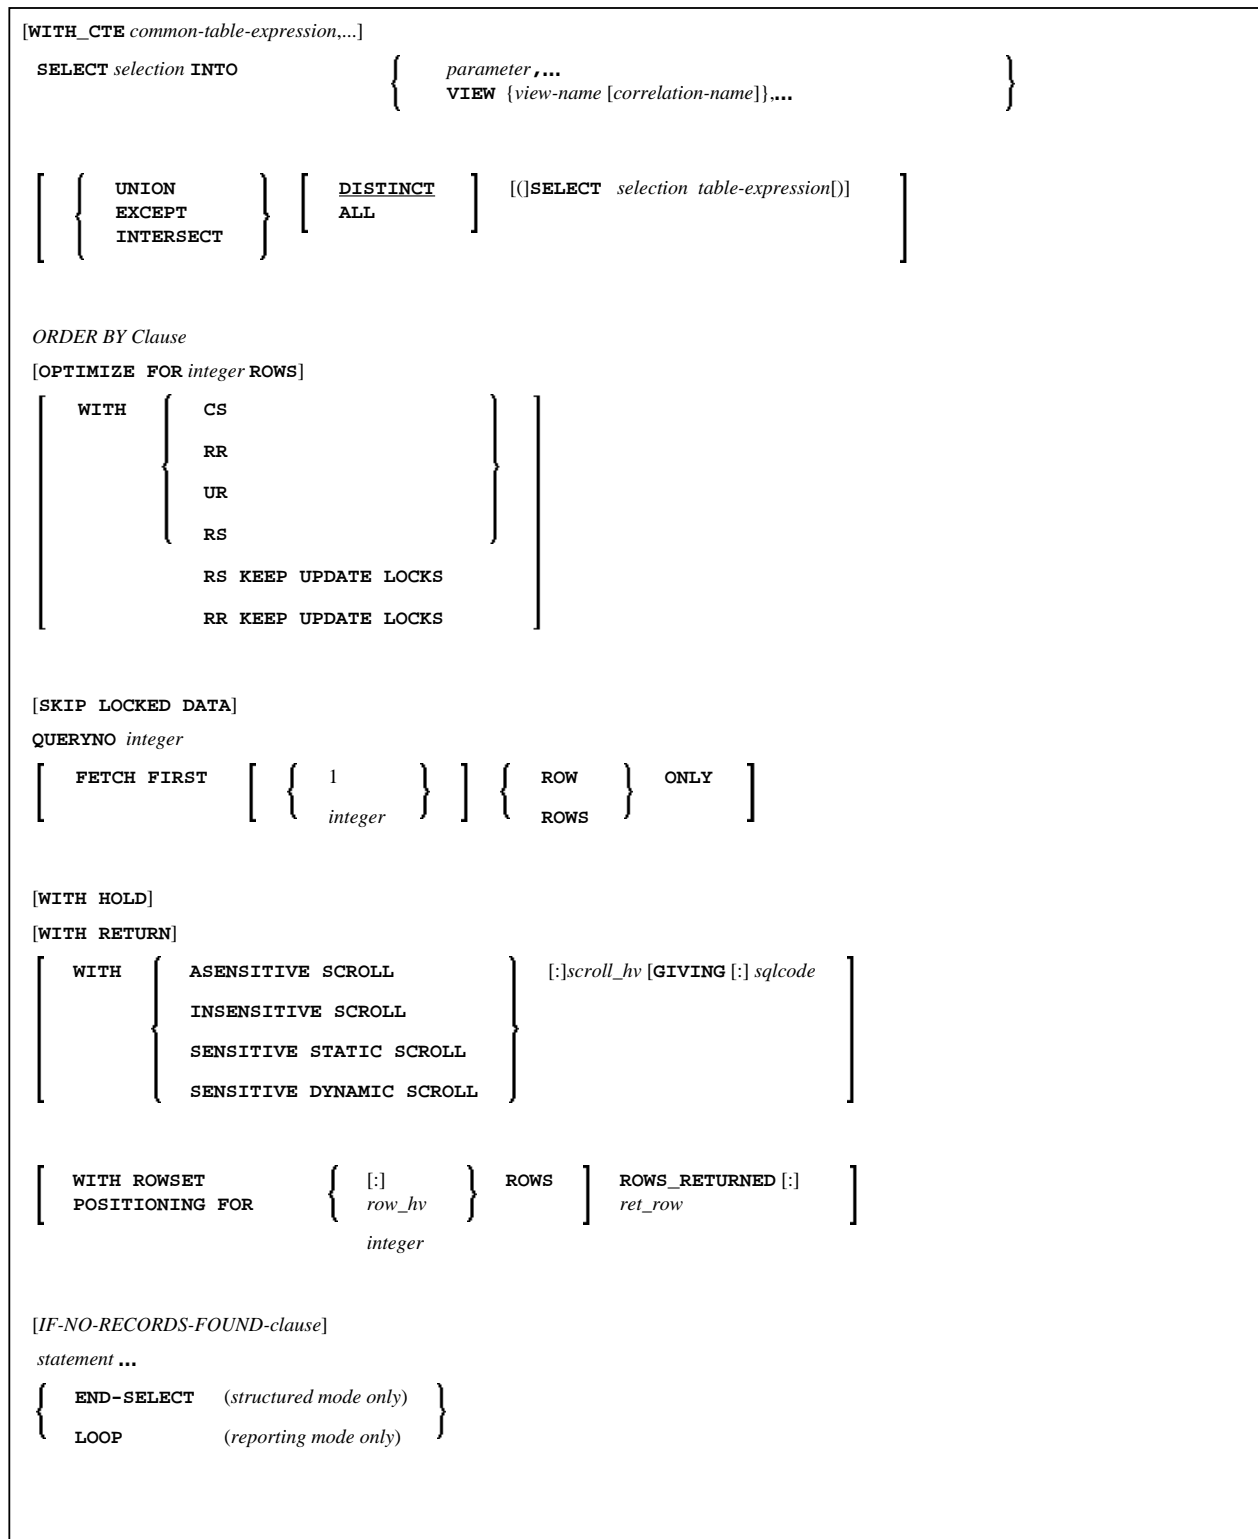 [WITH_CTE common-table-expression,...]
SELECT selection INTO { parameter,... }
VIEW {view-name [correlation-name]},...
[ { UNION } [ DISTINCT ] [(]SELECT selection table-expression[)] ]
EXCEPT ALL
INTERSECT
ORDER BY Clause
[OPTIMIZE FOR integer ROWS]
[ WITH { CS } ]
RR
UR
RS
RS KEEP UPDATE LOCKS
RR KEEP UPDATE LOCKS
[SKIP LOCKED DATA]
QUERYNO integer
[ FETCH FIRST [ { 1 } ] { ROW } ONLY ]
integer ROWS
[WITH HOLD]
[WITH RETURN]
[ WITH { ASENSITIVE SCROLL } [:]scroll_hv [GIVING [:] sqlcode ]
INSENSITIVE SCROLL
SENSITIVE STATIC SCROLL
SENSITIVE DYNAMIC SCROLL
[ WITH ROWSET { [:] } ROWS ] ROWS_RETURNED [:] ]
POSITIONING FOR row_hv ret_row
integer
[IF-NO-RECORDS-FOUND-clause]
statement ...
{ END-SELECT (structured mode only) }
LOOP (reporting mode only)